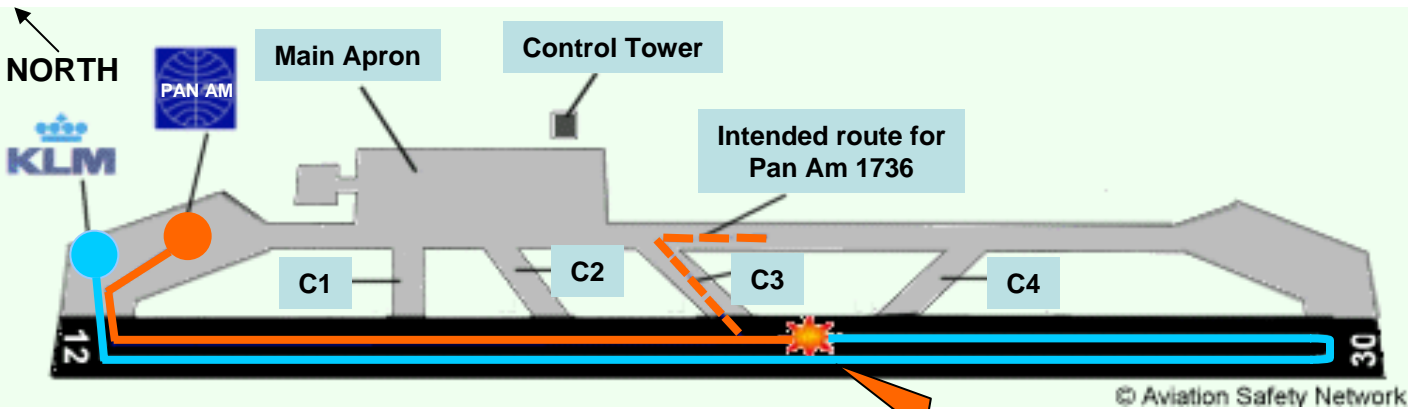 NORTH
PAN AM
KLM
Main Apron
Control Tower
Intended route for
Pan Am 1736
C1
C2
C3
C4
12
30
© Aviation Safety Network